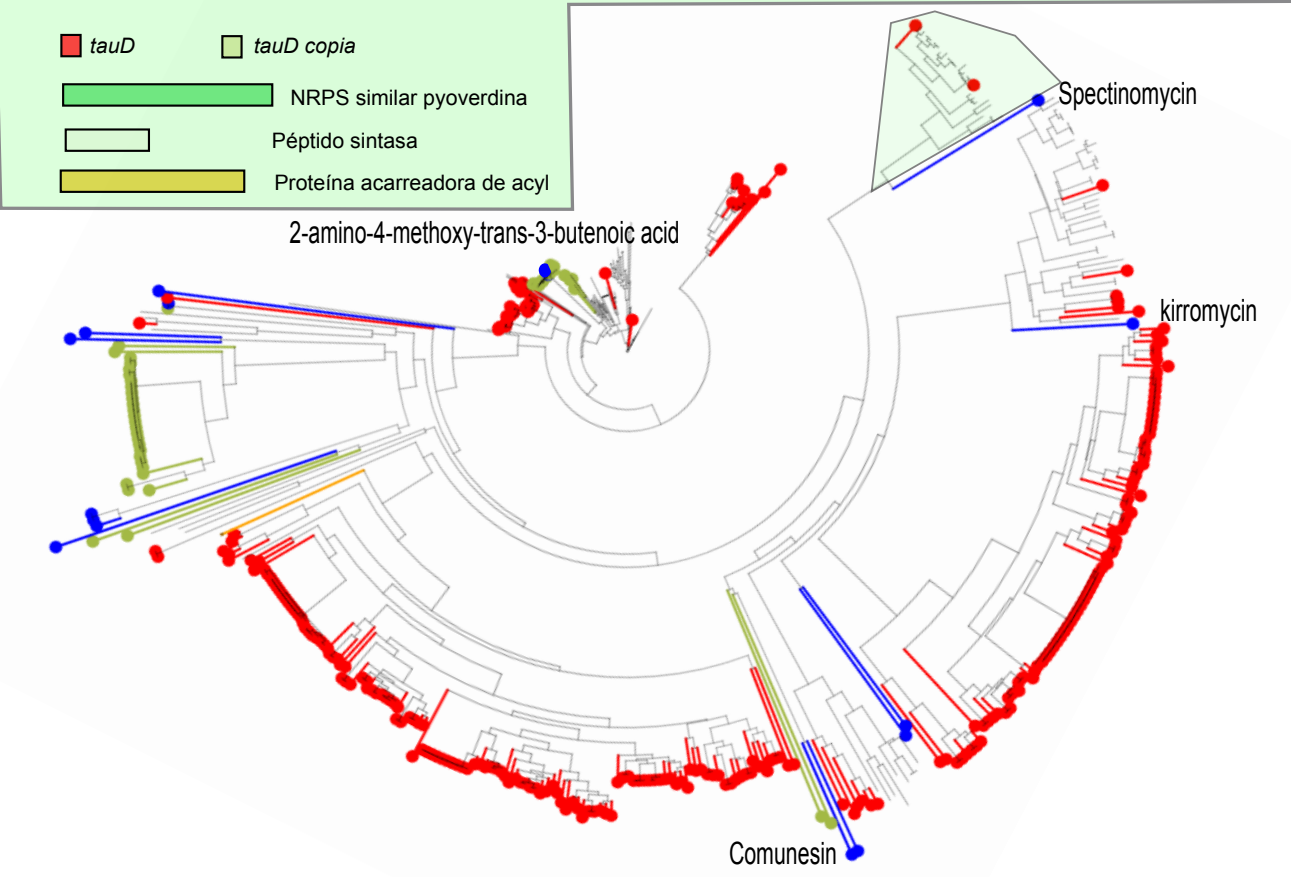 tauD
tauD copia
NRPS similar pyoverdina
Péptido sintasa
Proteína acarreadora de acyl
Spectinomycin
2-amino-4-methoxy-trans-3-butenoic acid
kirromycin
Comunesin